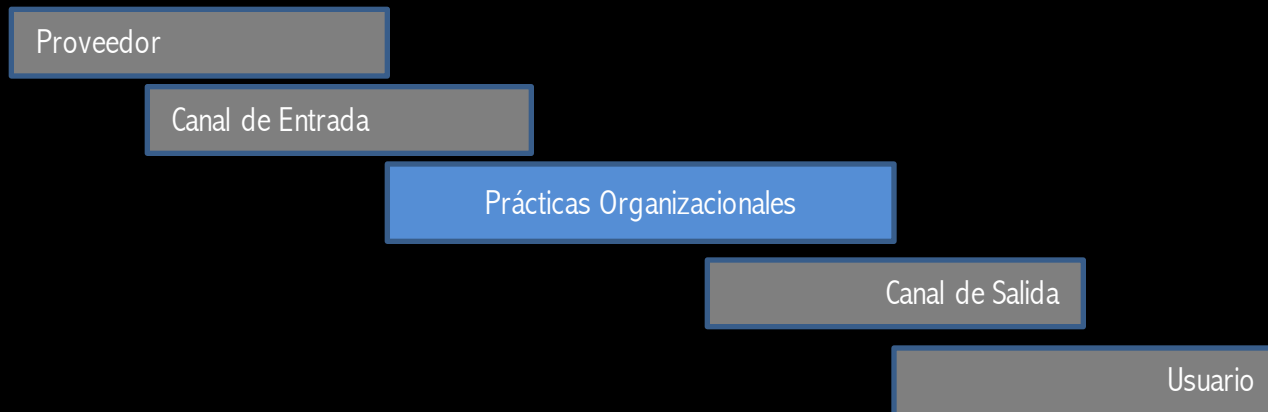 Proveedor
Canal de Entrada
Prácticas Organizacionales
Canal de Salida
Usuario